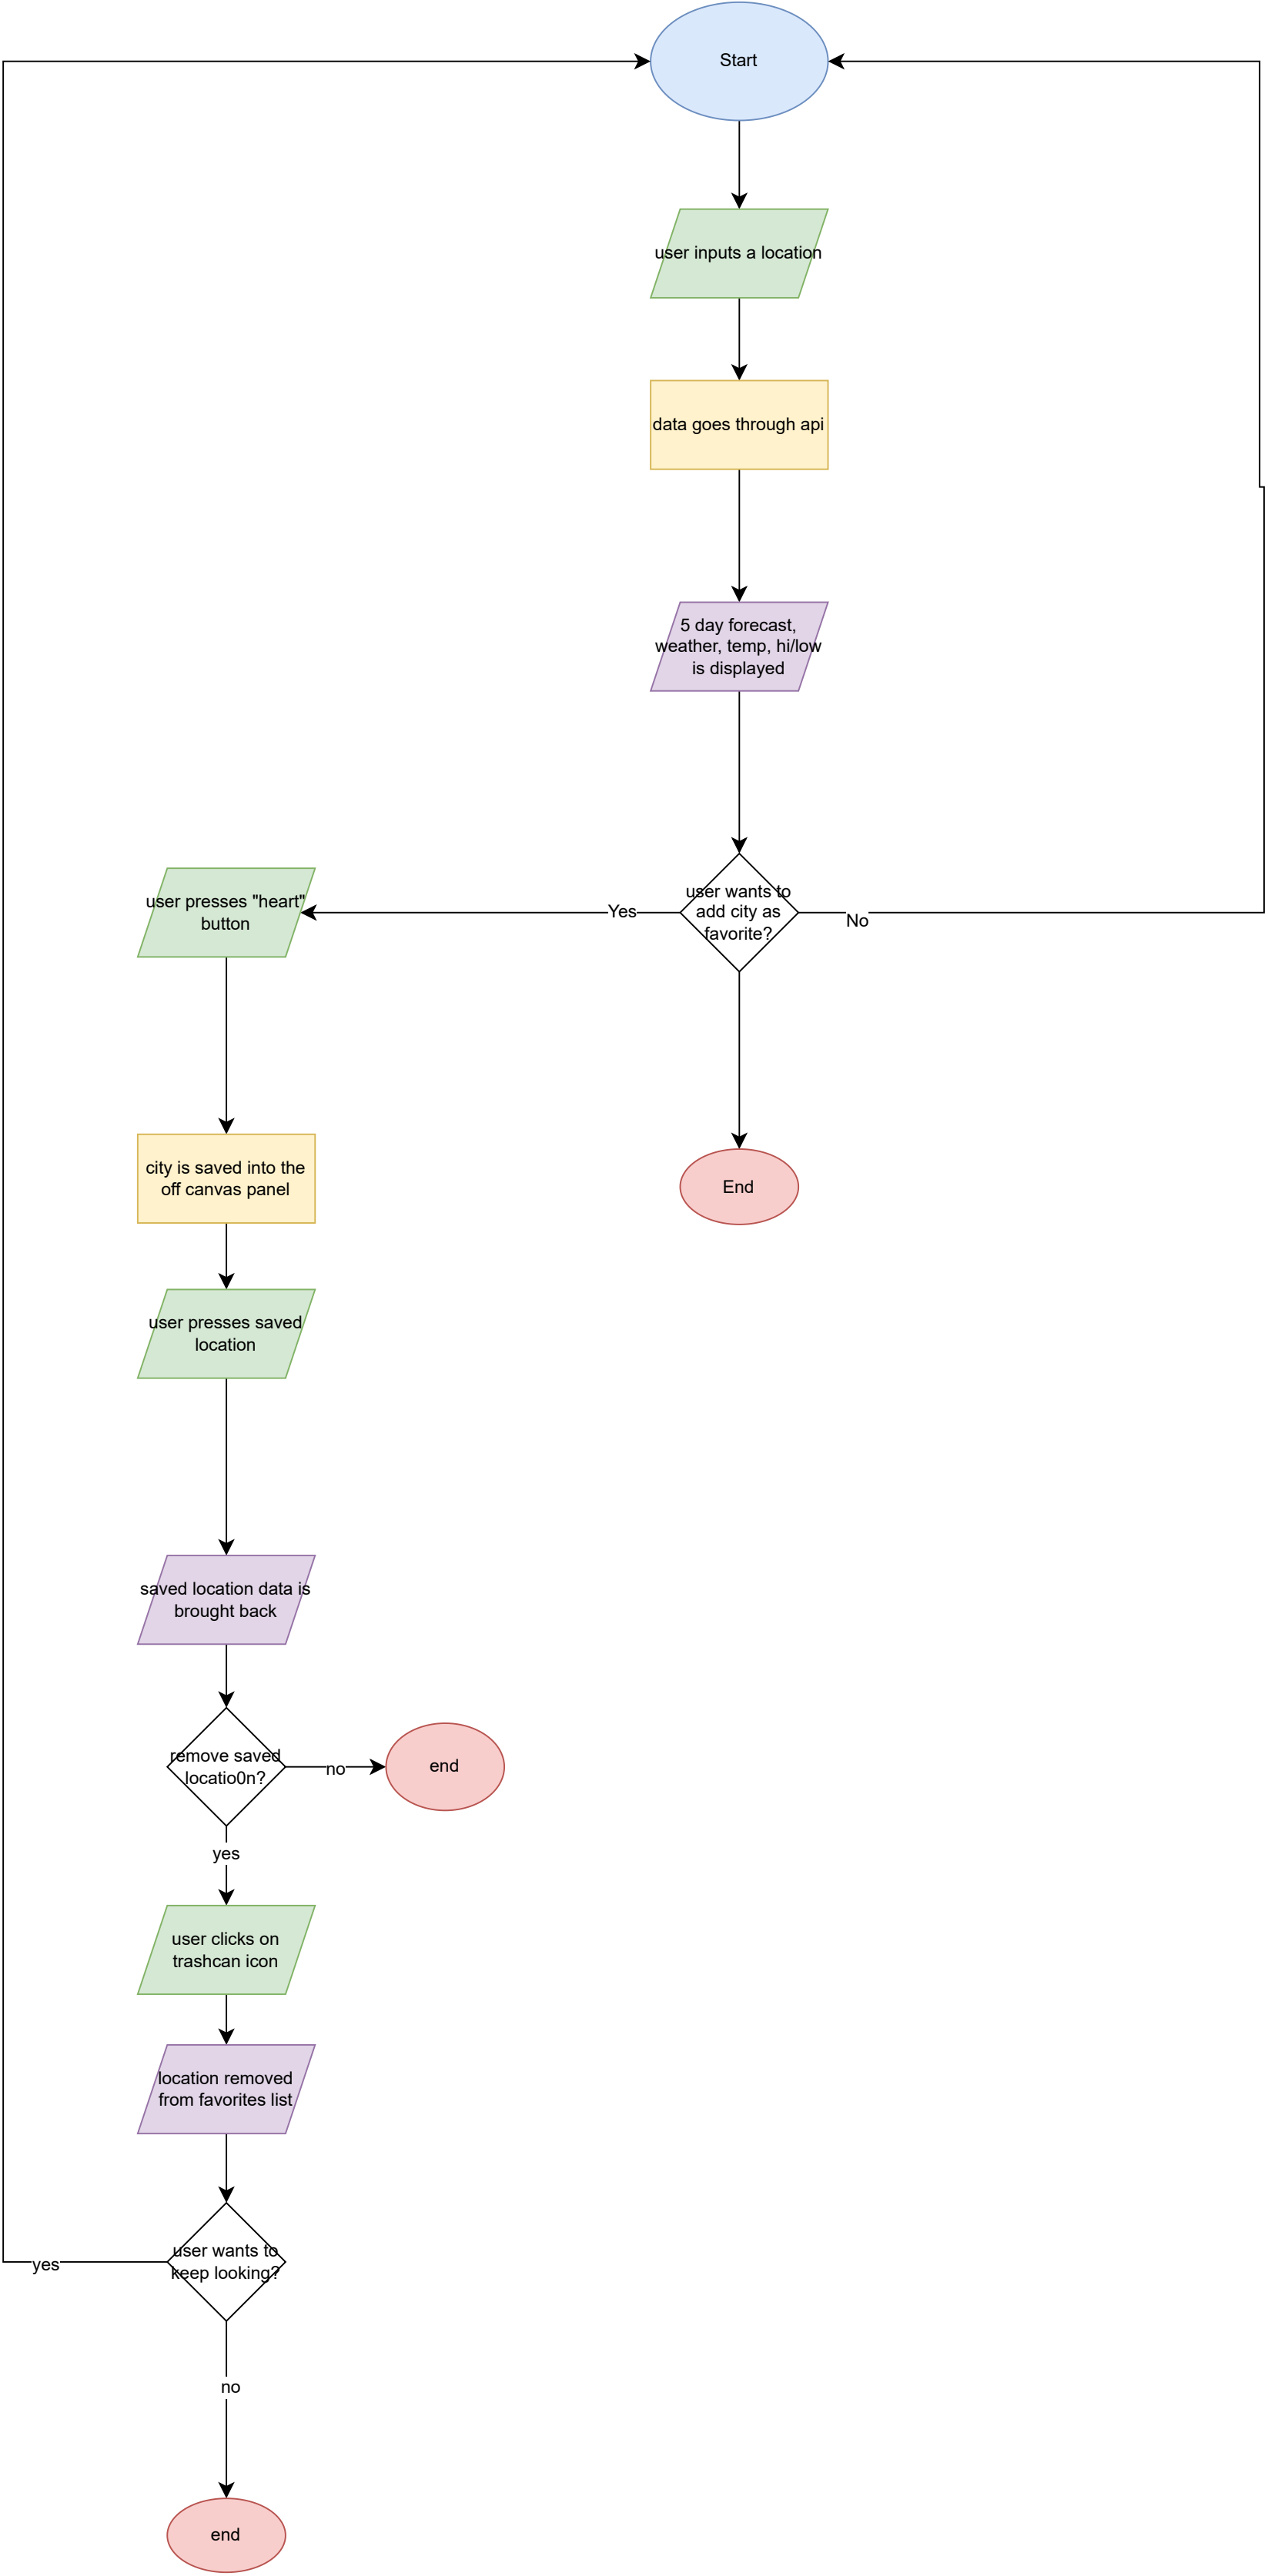 Start
user inputs a location
data goes through api
5 day forecast,
weather, temp, hi/low
is displayed
user wants to
add city as
favorite?
Yes
No
user presses "heart"
button
End
city is saved into the
off canvas panel
user presses saved
location
saved location data is
brought back
remove saved
locatio0n?
no
end
yes
user clicks on
trashcan icon
location removed
from favorites list
user wants to
keep looking?
yes
no
end